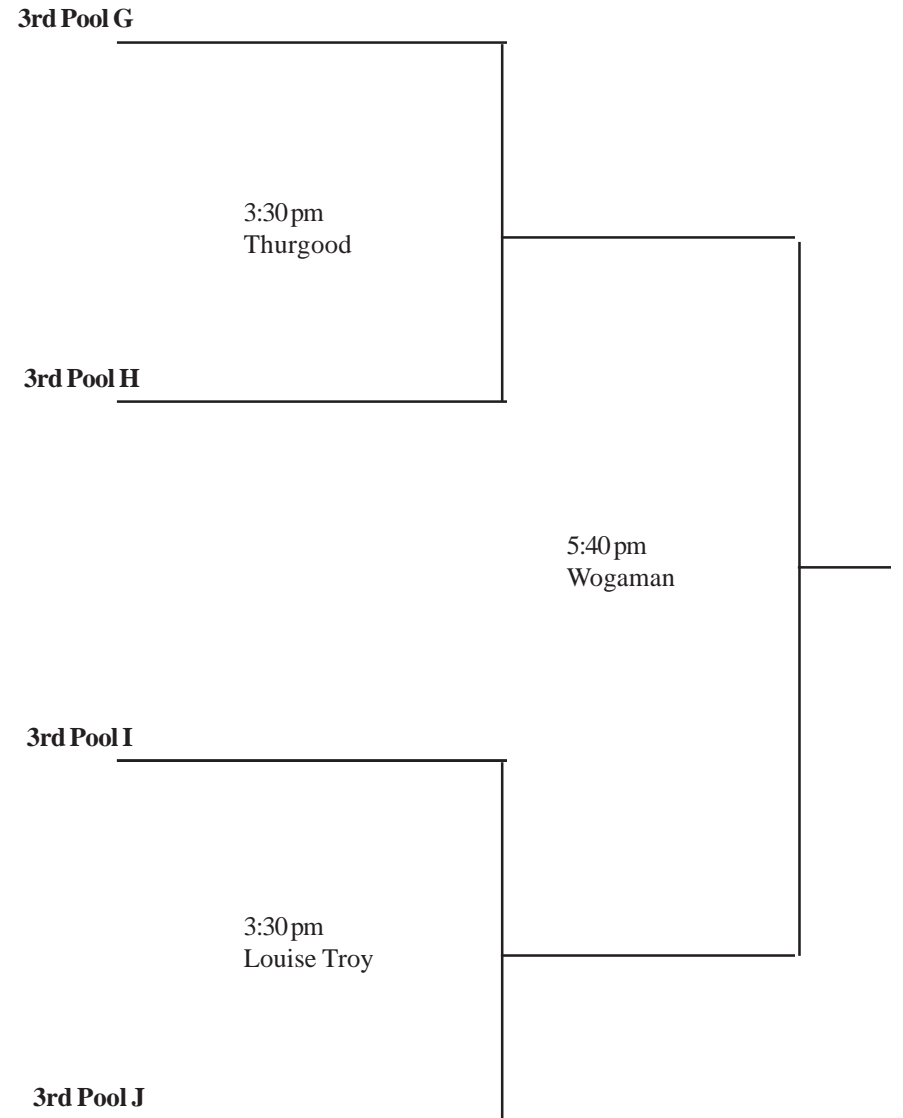 3rd Pool G
3:30 pm
Thurgood
3rd Pool H
5:40 pm
Wogaman
3rd Pool I
3:30 pm
Louise Troy
3rd Pool J